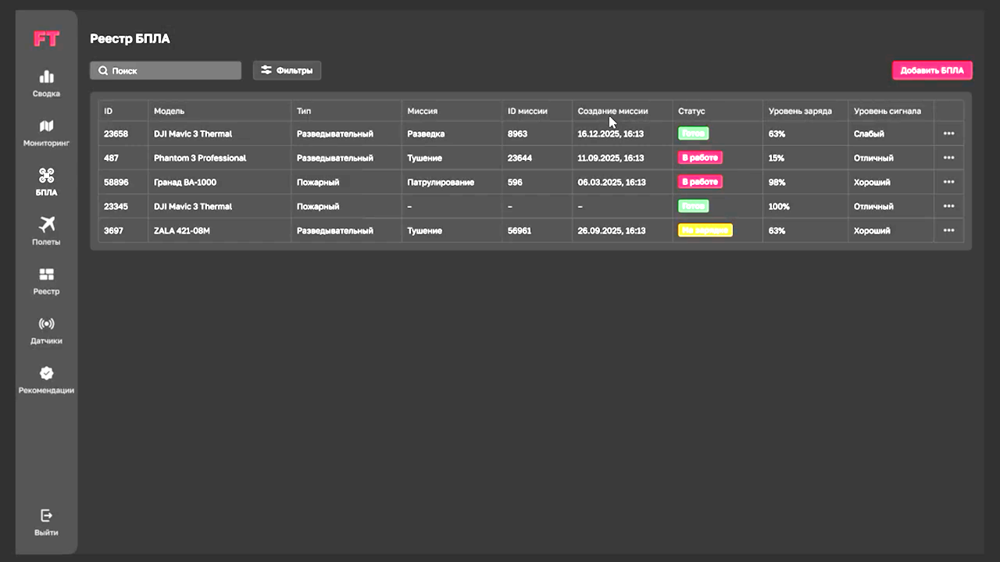 FT
Сводка
Мониторинг
БПЛА
Полеты
Реестр
Датчики
Рекомендации
Выйти
Реестр БПЛА
Поиск
Фильтры
Добавить БПЛА
ID Модель Тип Миссия ID миссии Создание миссии Статус Уровень заряда Уровень сигнала
23658 DJI Mavic 3 Thermal Разведывательный Разведка 8963 16.12.2025, 16:13 Готов 63% Слабый
487 Phantom 3 Professional Разведывательный Тушение 23644 11.09.2025, 16:13 В работе 15% Отличный
58896 Гранад ВА-1000 Пожарный Патрулирование 596 06.03.2025, 16:13 В работе 98% Хороший
23345 DJI Mavic 3 Thermal Пожарный – – – Готов 100% Отличный
3697 ZALA 421-08М Разведывательный Тушение 56961 26.09.2025, 16:13 На зарядке 63% Хороший